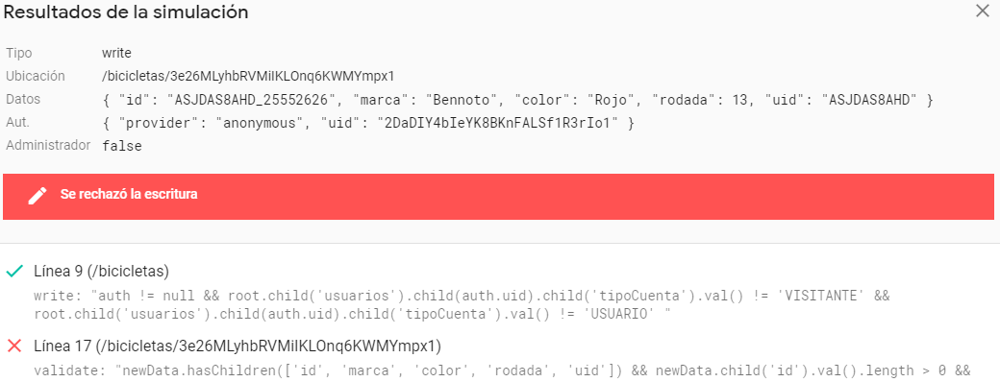 Resultados de la simulación
Tipo write
Ubicación /bicicletas/3e26MLyhbRVMiIKLOnq6KWMYmpx1
Datos { "id": "ASJDAS8AHD_25552626", "marca": "Bennoto", "color": "Rojo", "rodada": 13, "uid": "ASJDAS8AHD" }
Aut. { "provider": "anonymous", "uid": "2DaDIY4bIeYK8BKnFALSf1R3rIo1" }
Administrador false
Se rechazó la escritura
Línea 9 (/bicicletas)
write: "auth != null && root.child('usuarios').child(auth.uid).child('tipoCuenta').val() != 'VISITANTE' &&
root.child('usuarios').child(auth.uid).child('tipoCuenta').val() != 'USUARIO' "
Línea 17 (/bicicletas/3e26MLyhbRVMiIKLOnq6KWMYmpx1)
validate: "newData.hasChildren(['id', 'marca', 'color', 'rodada', 'uid']) && newData.child('id').val().length > 0 &&